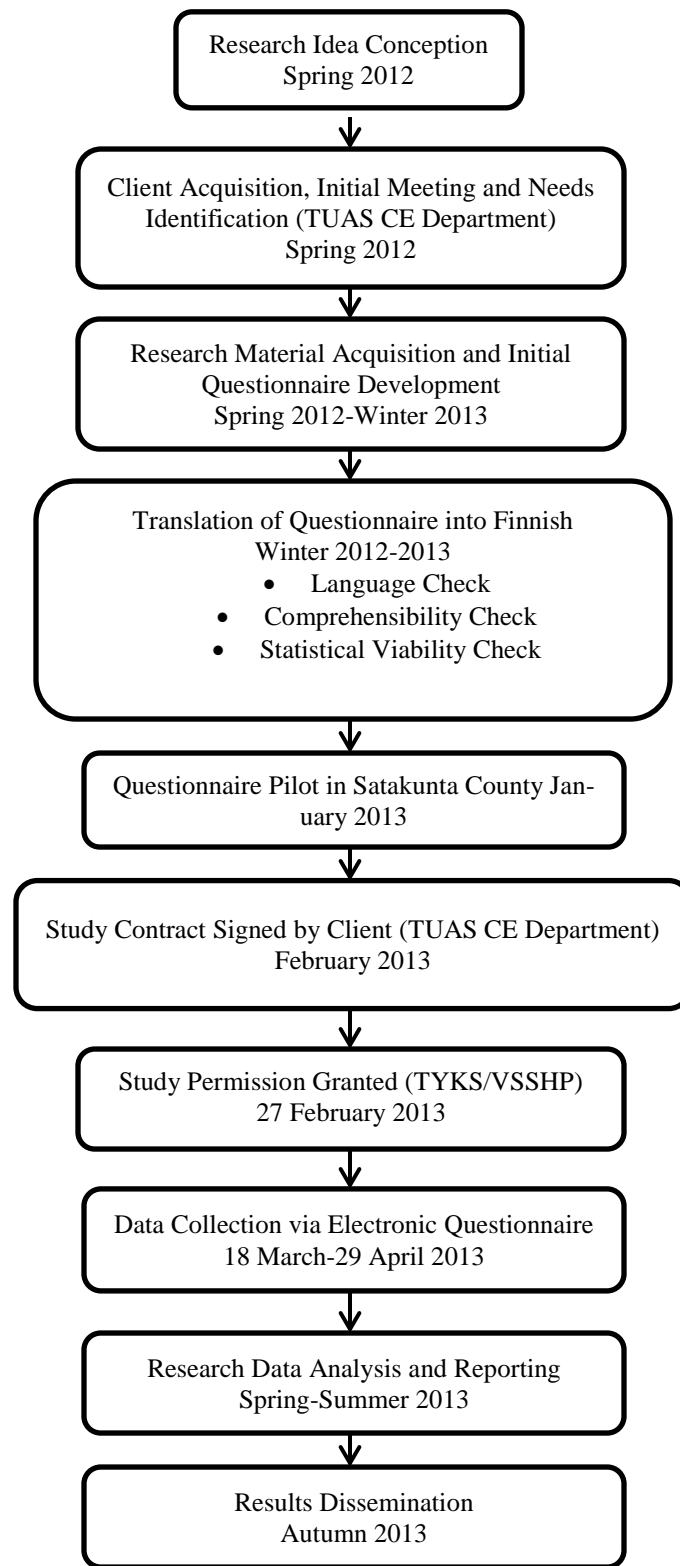 Research Idea Conception
Spring 2012
Client Acquisition, Initial Meeting and Needs
Identification (TUAS CE Department)
Spring 2012
Research Material Acquisition and Initial
Questionnaire Development
Spring 2012-Winter 2013
Translation of Questionnaire into Finnish
Winter 2012-2013
• Language Check
• Comprehensibility Check
• Statistical Viability Check
Questionnaire Pilot in Satakunta County Jan-
uary 2013
Study Contract Signed by Client (TUAS CE Department)
February 2013
Study Permission Granted (TYKS/VSSHP)
27 February 2013
Data Collection via Electronic Questionnaire
18 March-29 April 2013
Research Data Analysis and Reporting
Spring-Summer 2013
Results Dissemination
Autumn 2013